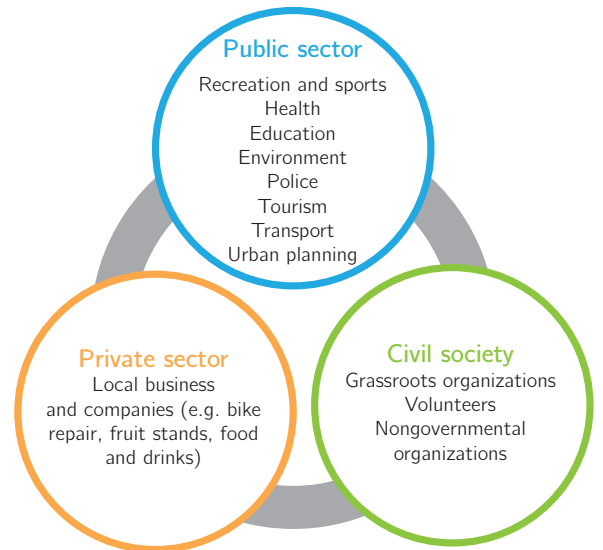 Public sector
Recreation and sports
Health
Education
Environment
Police
Tourism
Transport
Urban planning
Private sector
Local business
and companies (e.g. bike
repair, fruit stands, food
and drinks)
Civil society
Grassroots organizations
Volunteers
Nongovernmental
organizations